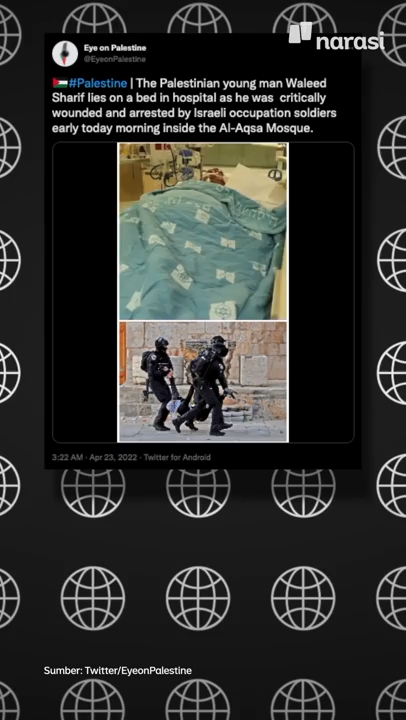 narasi
Eye on Palestine
@EyeonPalestine
#Palestine | The Palestinian young man Waleed
Sharif lies on a bed in hospital as he was critically
wounded and arrested by Israeli occupation soldiers
early today morning inside the Al-Aqsa Mosque.
3:22 AM · Apr 23, 2022 · Twitter for Android
Sumber: Twitter/EyeonPalestine